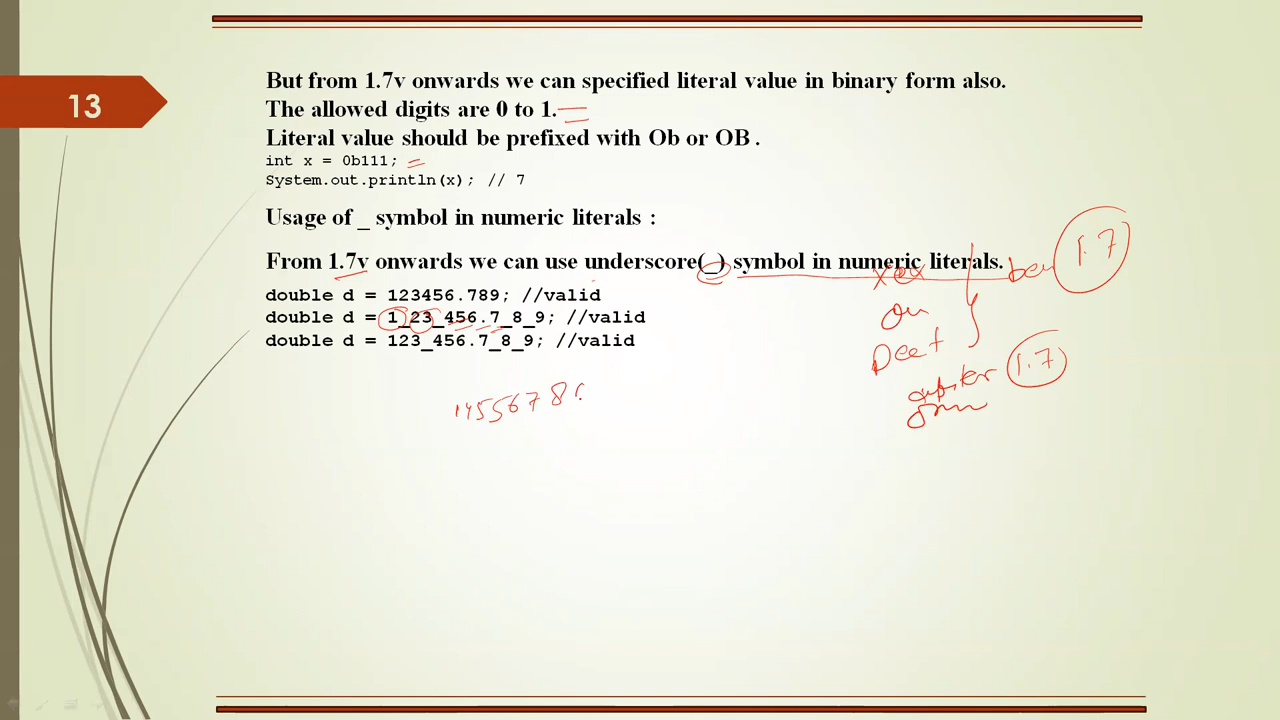 13
But from 1.7v onwards we can specified literal value in binary form also.
The allowed digits are 0 to 1.
Literal value should be prefixed with Ob or OB .
int x = 0b111;
System.out.println(x); // 7
Usage of _ symbol in numeric literals :
From 1.7v onwards we can use underscore(_) symbol in numeric literals.
double d = 123456.789; //valid
double d = 1_23_456.7_8_9; //valid
double d = 123_456.7_8_9; //valid
1.7
1.7